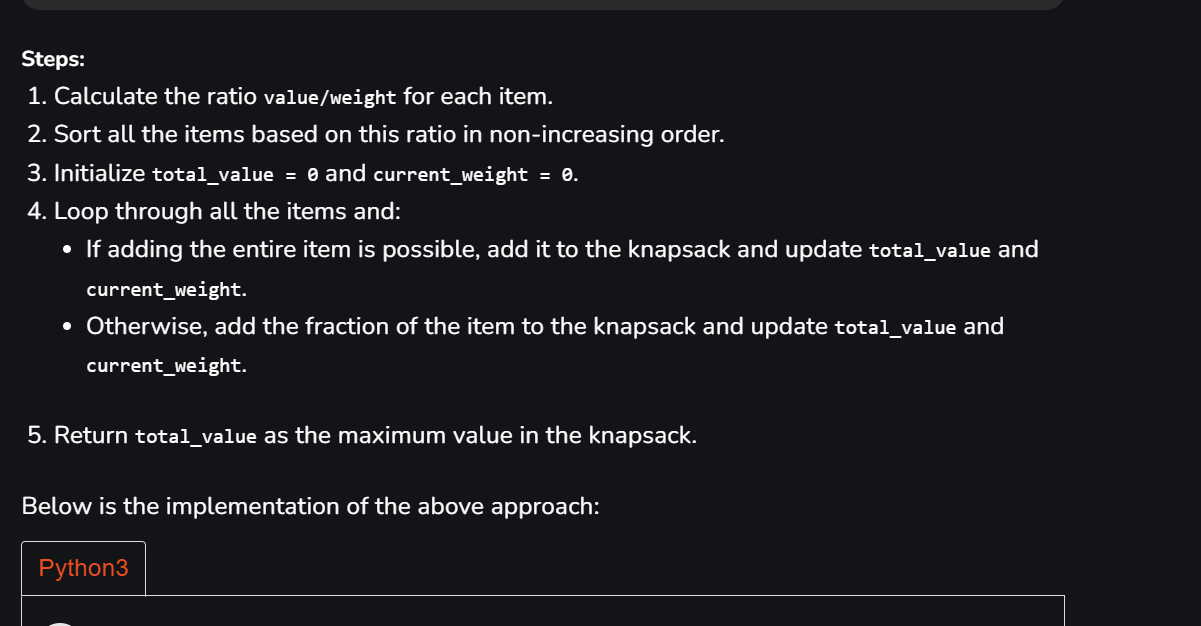 Steps:
1. Calculate the ratio value/weight for each item.
2. Sort all the items based on this ratio in non-increasing order.
3. Initialize total_value = 0 and current_weight = 0.
4. Loop through all the items and:
• If adding the entire item is possible, add it to the knapsack and update total_value and
current_weight.
• Otherwise, add the fraction of the item to the knapsack and update total_value and
current_weight.
5. Return total_value as the maximum value in the knapsack.
Below is the implementation of the above approach:
Python3